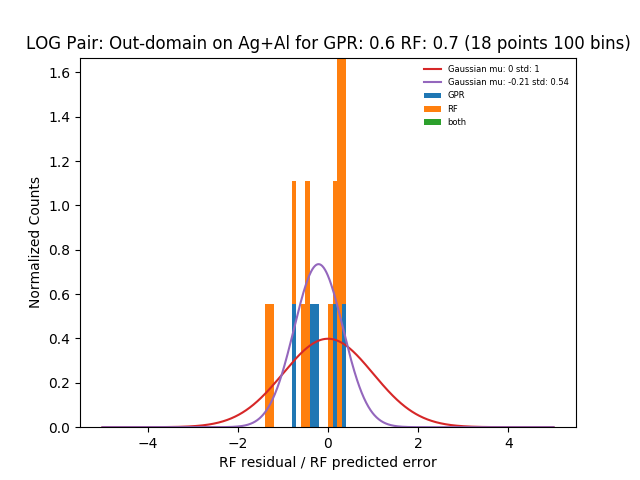 LOG Pair: Out-domain on Ag+Al for GPR: 0.6 RF: 0.7 (18 points 100 bins)
Gaussian mu: 0 std: 1
Gaussian mu: -0.21 std: 0.54
GPR
RF
both
Normalized Counts
1.6
1.4
1.2
1.0
0.8
0.6
0.4
0.2
0.0
−4 −2 0 2 4
RF residual / RF predicted error